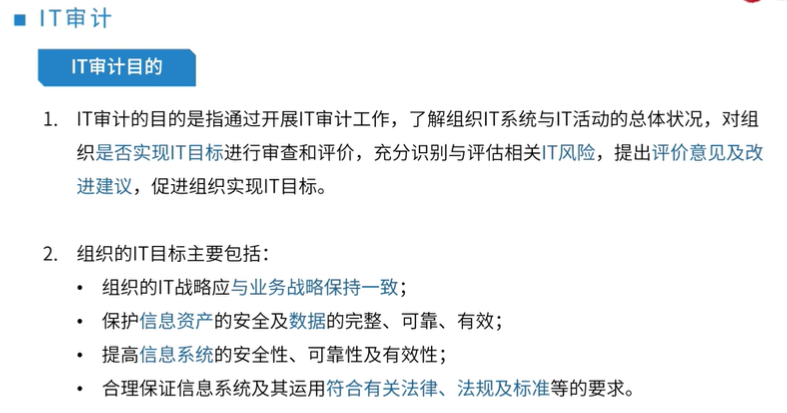 IT审计
IT审计目的
1. IT审计的目的是指通过开展IT审计工作，了解组织IT系统与IT活动的总体状况，对组
织是否实现IT目标进行审查和评价，充分识别与评估相关IT风险，提出评价意见及改
进建议，促进组织实现IT目标。
2. 组织的IT目标主要包括：
• 组织的IT战略应与业务战略保持一致；
• 保护信息资产的安全及数据的完整、可靠、有效；
• 提高信息系统的安全性、可靠性及有效性；
• 合理保证信息系统及其运用符合有关法律、法规及标准等的要求。